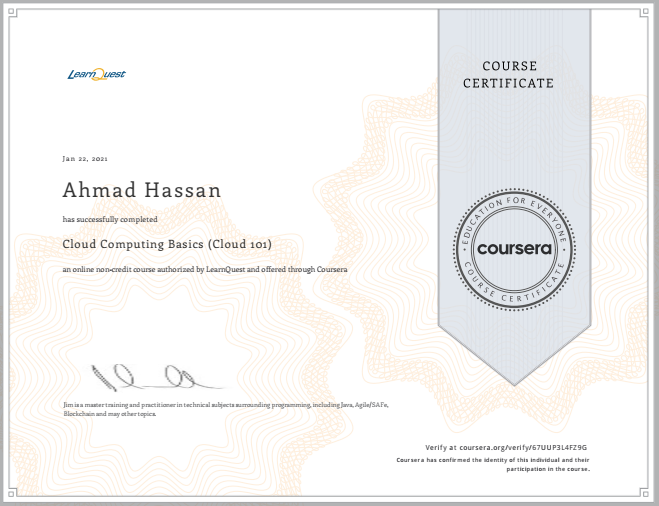 LearnQuest
COURSE
CERTIFICATE
Jan 22, 2021
Ahmad Hassan
has successfully completed
Cloud Computing Basics (Cloud 101)
an online non-credit course authorized by LearnQuest and offered through Coursera
EDUCATION FOR EVERYONE
coursera
COURSE CERTIFICATE
Jim is a master training and practitioner in technical subjects surrounding programming, including Java, Agile/SAFe,
Blockchain and may other topics.
Verify at coursera.org/verify/67UUP3L4FZ9G
Coursera has confirmed the identity of this individual and their
participation in the course.